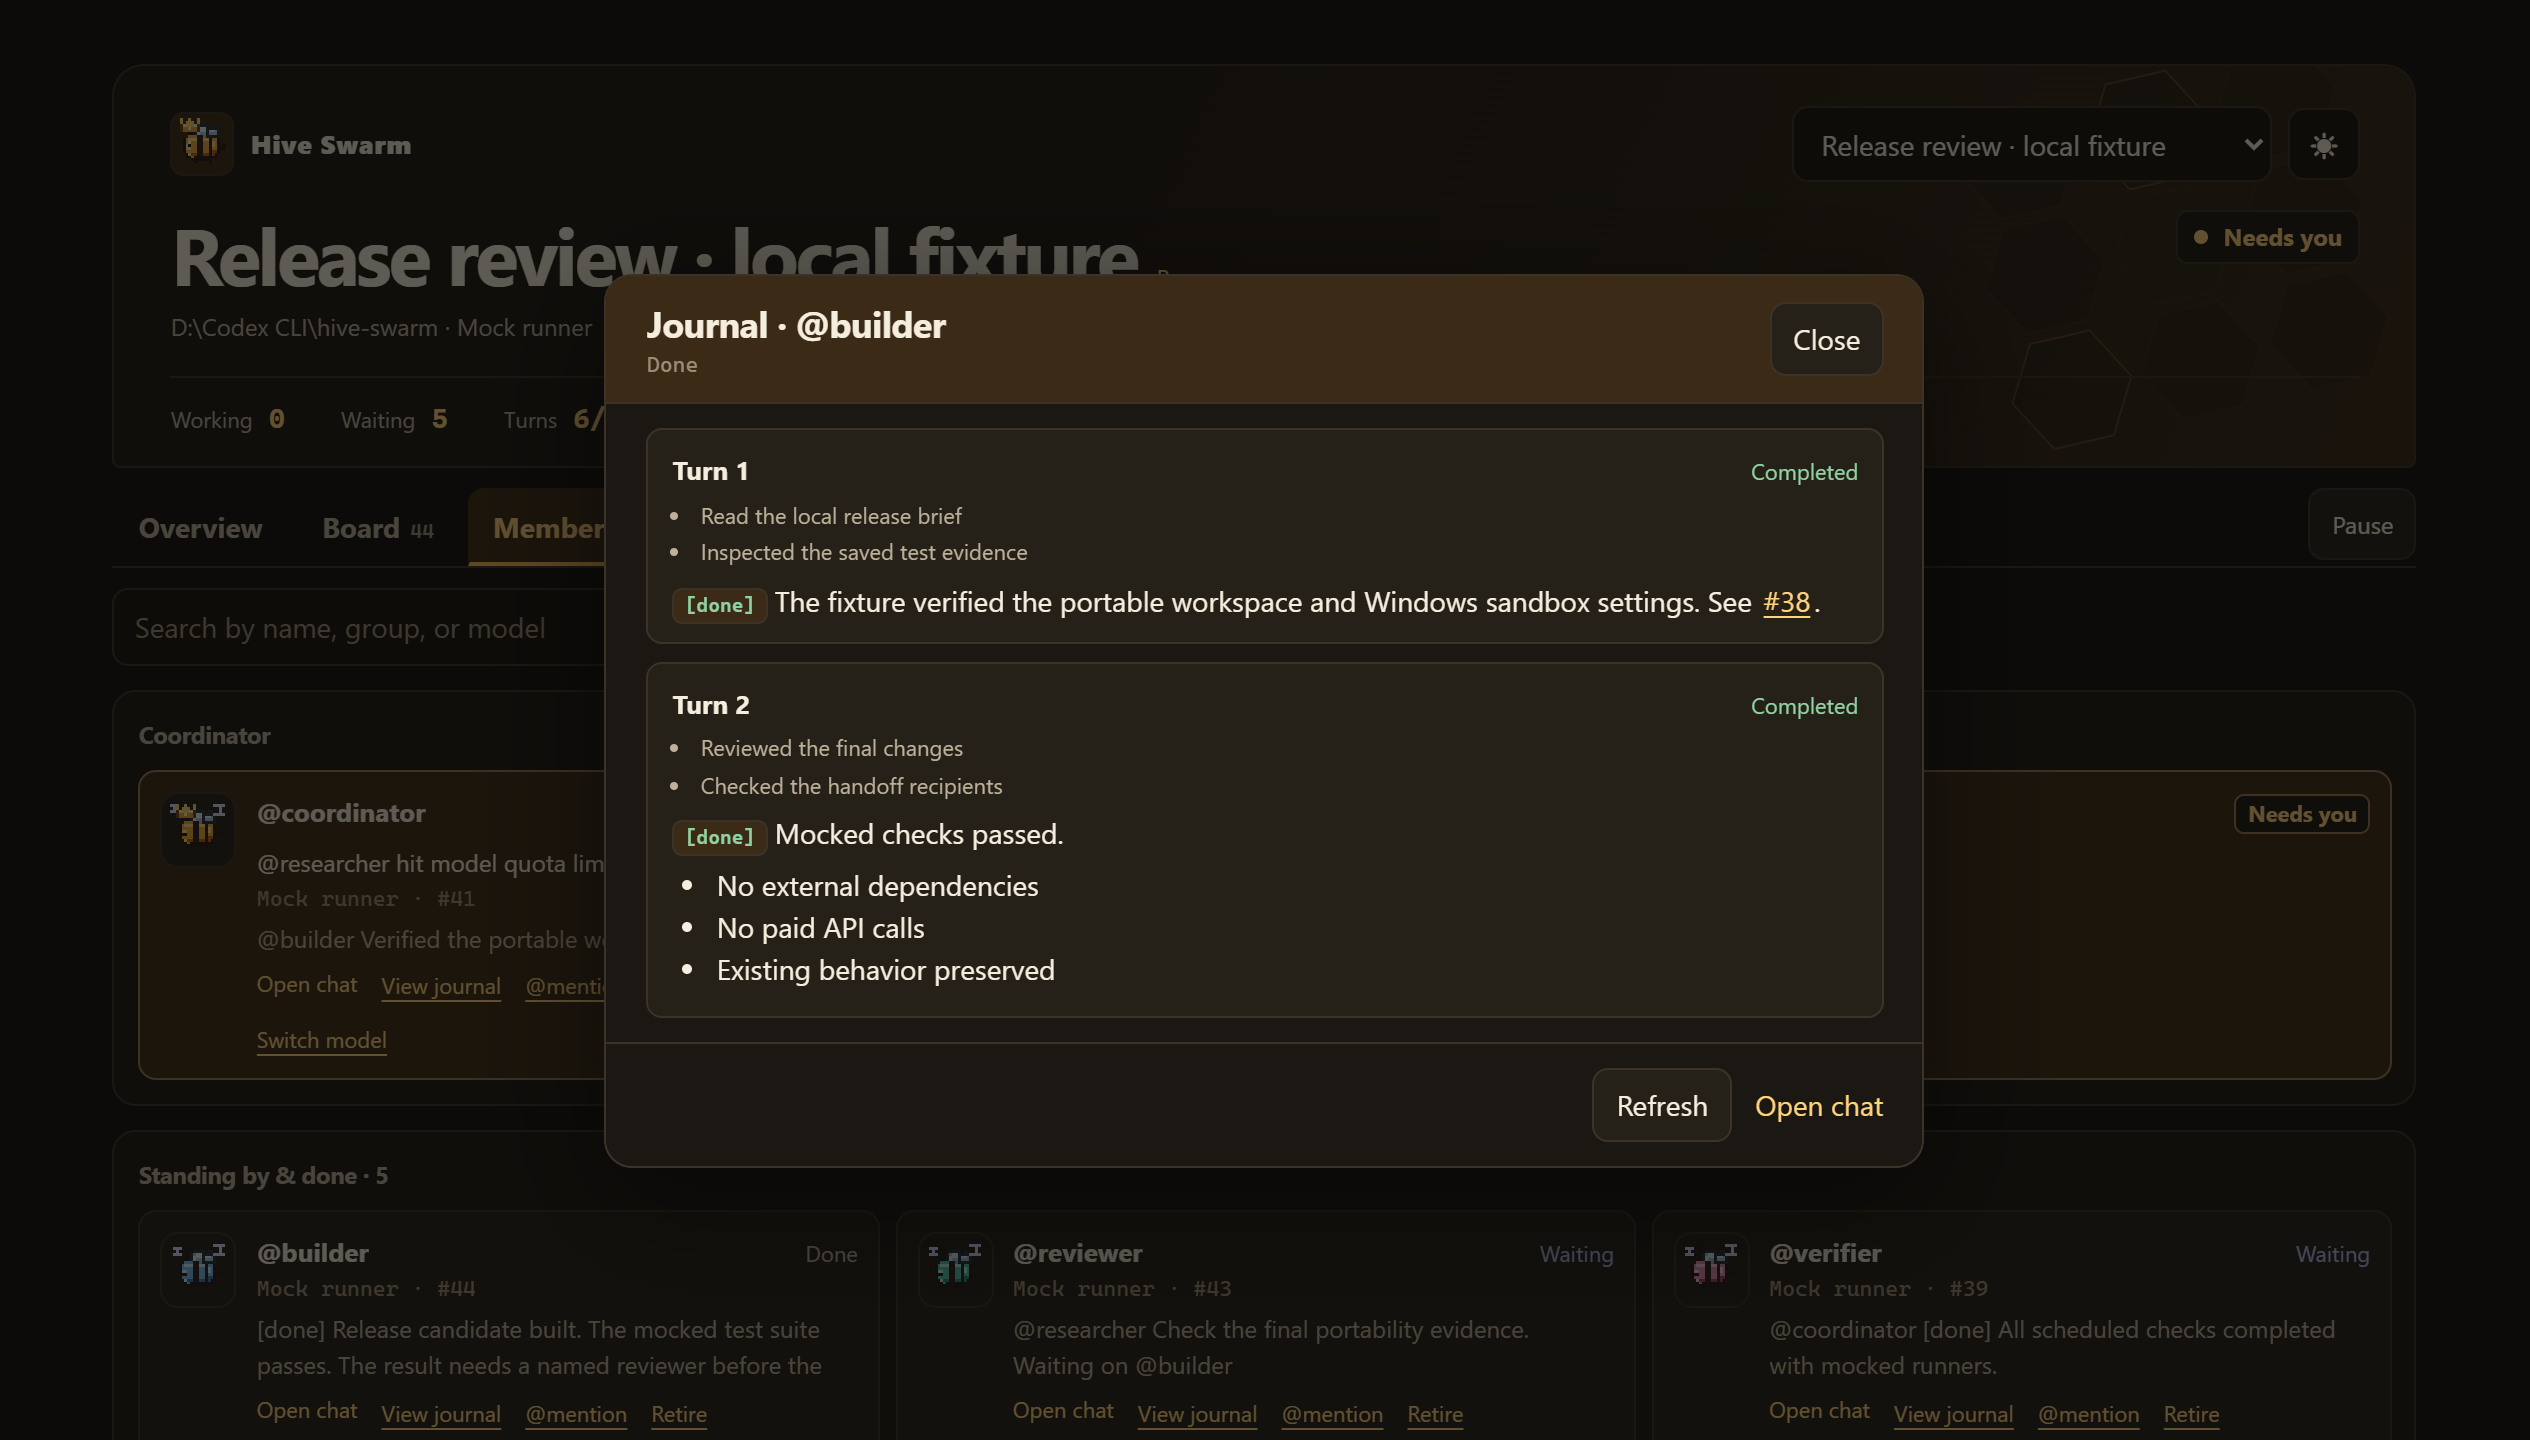 Hive Swarm
Release review · local fixture
Release review · local fixture
Needs you
D:\Codex CLI\hive-swarm · Mock runner
Working 0 Waiting 5 Turns 6/
Overview Board 44 Member
Pause
Search by name, group, or model
Journal · @builder
Done
Close
Turn 1
Completed
• Read the local release brief
• Inspected the saved test evidence
[done] The fixture verified the portable workspace and Windows sandbox settings. See #38.
Turn 2
Completed
• Reviewed the final changes
• Checked the handoff recipients
[done] Mocked checks passed.
• No external dependencies
• No paid API calls
• Existing behavior preserved
Refresh
Open chat
Coordinator
@coordinator
Needs you
@researcher hit model quota lim
Mock runner · #41
@builder Verified the portable
Open chat View journal @menti
Switch model
Standing by & done · 5
@builder
Done
Mock runner · #44
[done] Release candidate built. The mocked test suite
passes. The result needs a named reviewer before the
Open chat View journal @mention Retire
@reviewer
Waiting
Mock runner · #43
@researcher Check the final portability evidence.
Waiting on @builder
Open chat View journal @mention Retire
@verifier
Waiting
Mock runner · #39
@coordinator [done] All scheduled checks completed
with mocked runners.
Open chat View journal @mention Retire